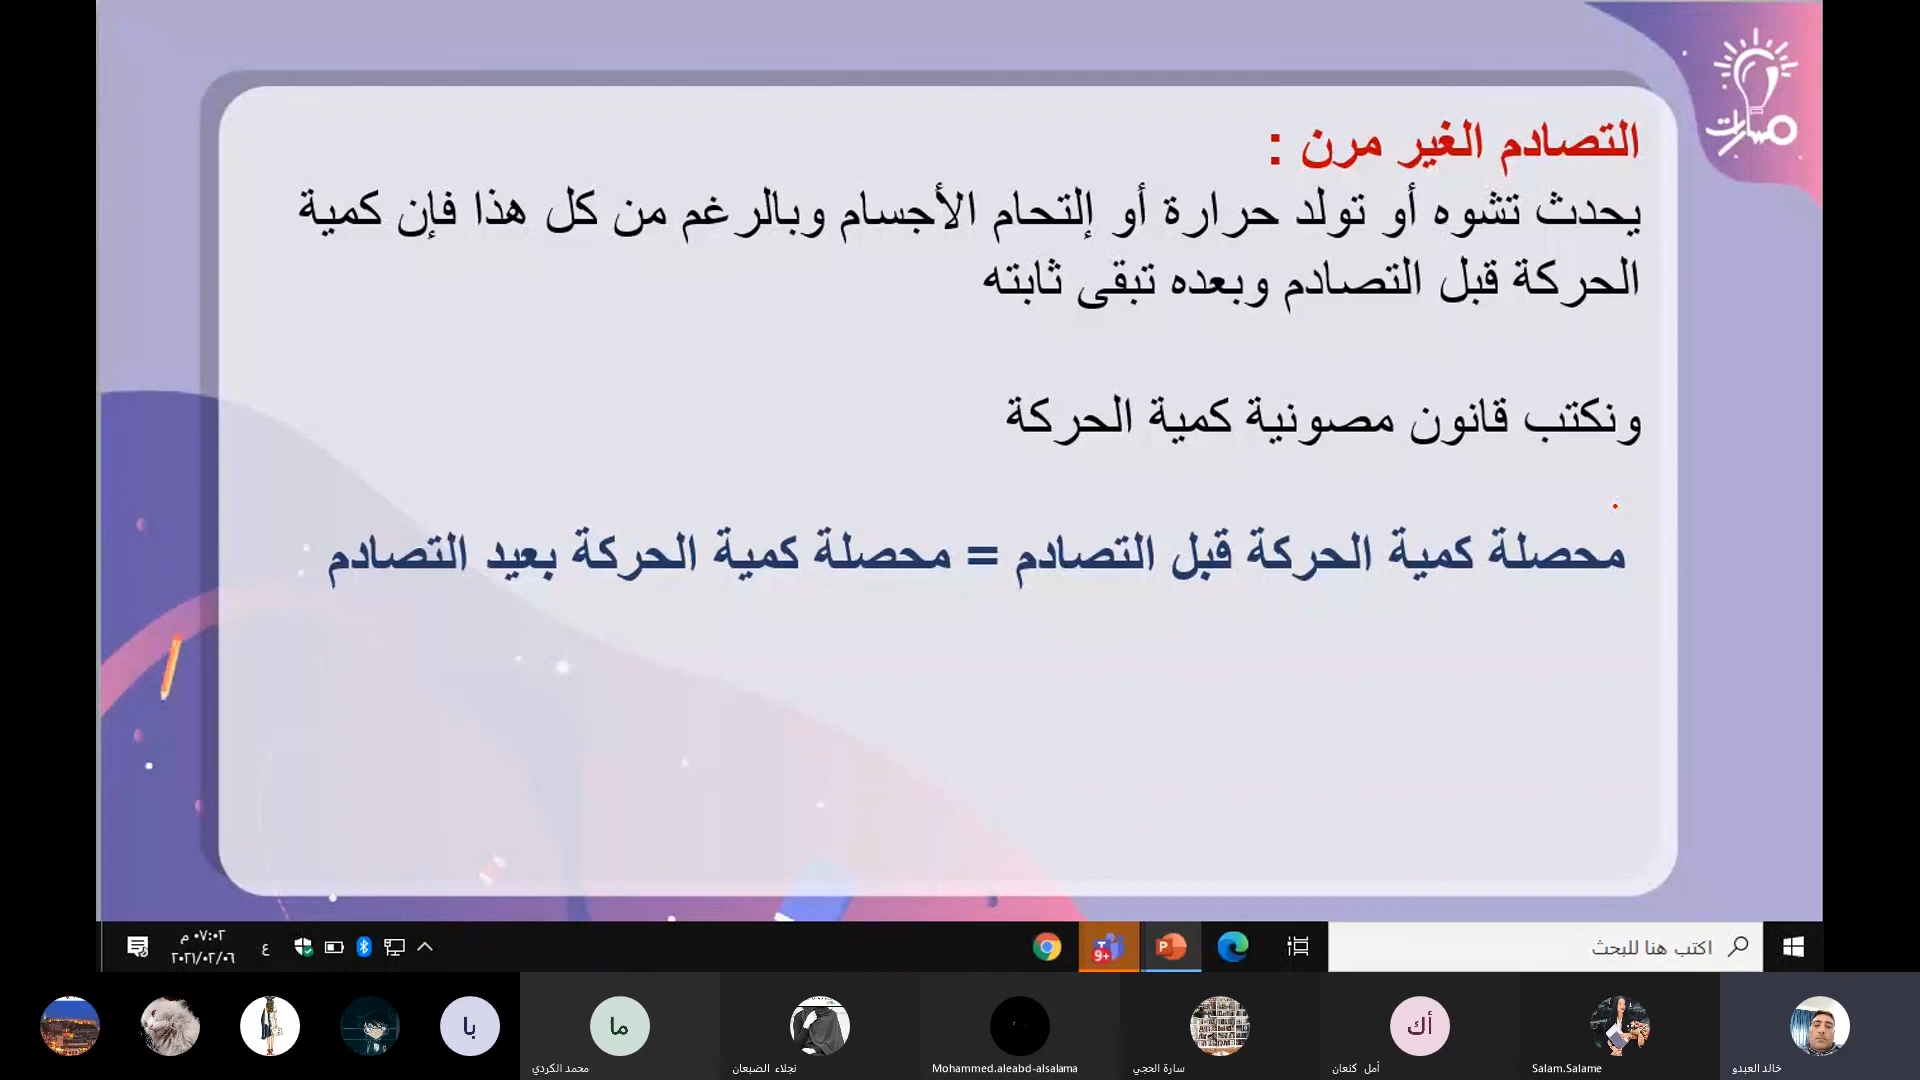 مسارات
التصادم الغير مرن :
يحدث تشوه أو تولد حرارة أو إلتحام الأجسام وبالرغم من كل هذا فإن كمية
الحركة قبل التصادم وبعده تبقى ثابته
ونكتب قانون مصونية كمية الحركة
محصلة كمية الحركة قبل التصادم = محصلة كمية الحركة بعيد التصادم
اكتب هنا للبحث
9+
ع
٠٧:٠٢ م
٢٠٢١/٠٢/٠٦
با
ما
أك
محمد الكردي
نجلاء الضبعان
Mohammed.aleabd-alsalama
سارة الحجي
أمل كنعان
Salam.Salame
خالد العبدو